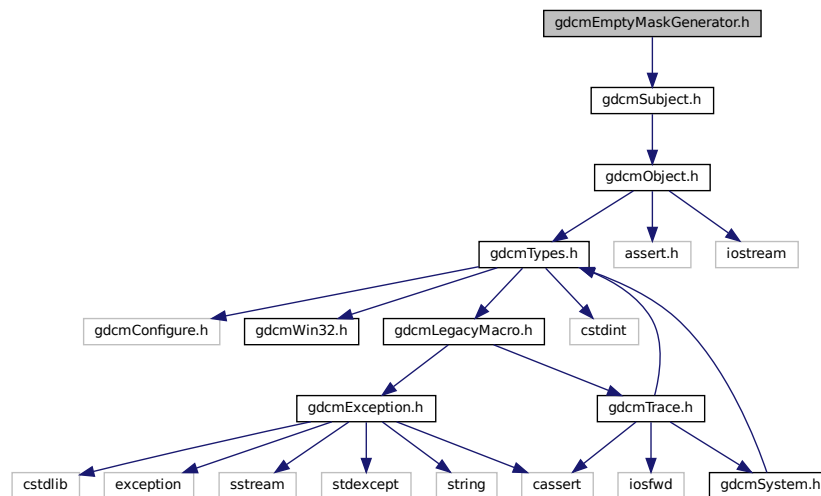 gdcmEmptyMaskGenerator.h
gdcmSubject.h
gdcmObject.h
gdcmTypes.h
assert.h
iostream
gdcmConfigure.h
gdcmWin32.h
gdcmLegacyMacro.h
cstdint
gdcmException.h
gdcmTrace.h
cstdlib
exception
sstream
stdexcept
string
cassert
iosfwd
gdcmSystem.h